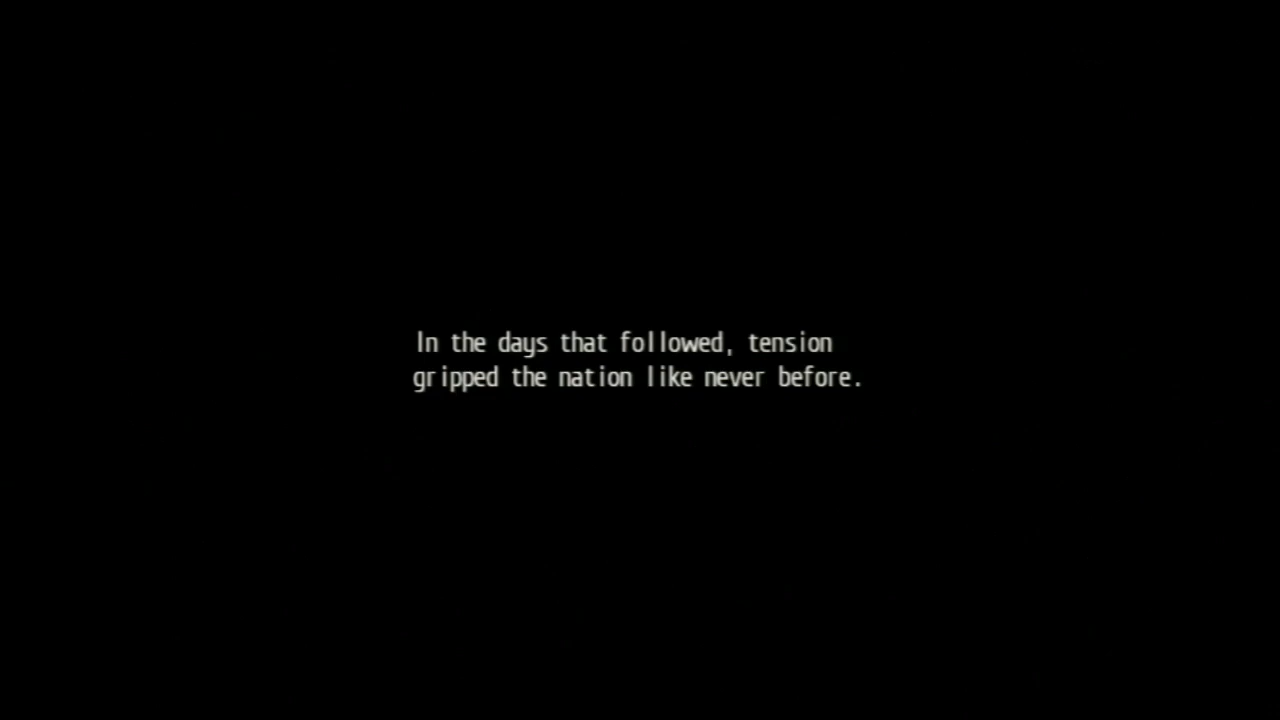 In the days that followed, tension
gripped the nation like never before.